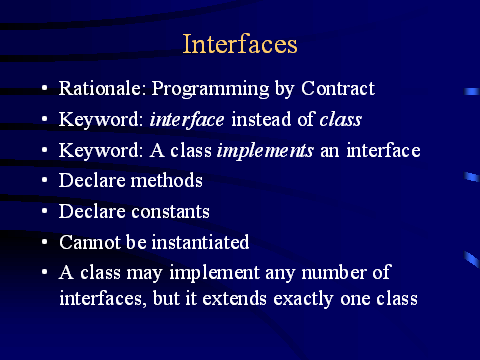 Interfaces
• Rationale: Programming by Contract
• Keyword: interface instead of class
• Keyword: A class implements an interface
• Declare methods
• Declare constants
• Cannot be instantiated
• A class may implement any number of
interfaces, but it extends exactly one class